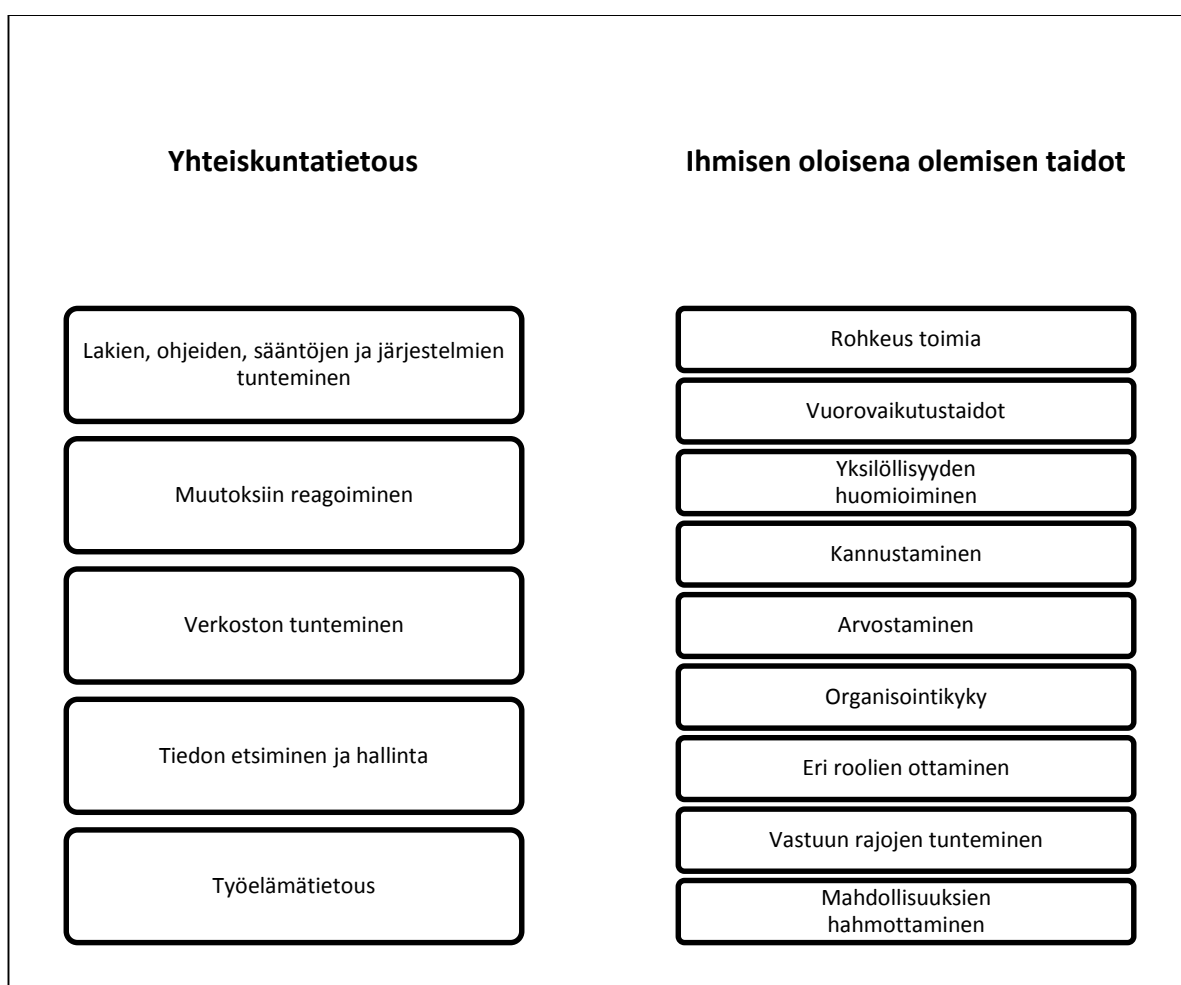 Yhteiskuntatietous
Lakien, ohjeiden, sääntöjen ja järjestelmien
tunteminen
Muutoksiin reagoiminen
Verkoston tunteminen
Tiedon etsiminen ja hallinta
Työelämätietous
Ihmisen oloisena olemisen taidot
Rohkeus toimia
Vuorovaikutustaidot
Yksilöllisyyden
huomioiminen
Kannustaminen
Arvostaminen
Organisointikyky
Eri roolien ottaminen
Vastuun rajojen tunteminen
Mahdollisuuksien
hahmottaminen